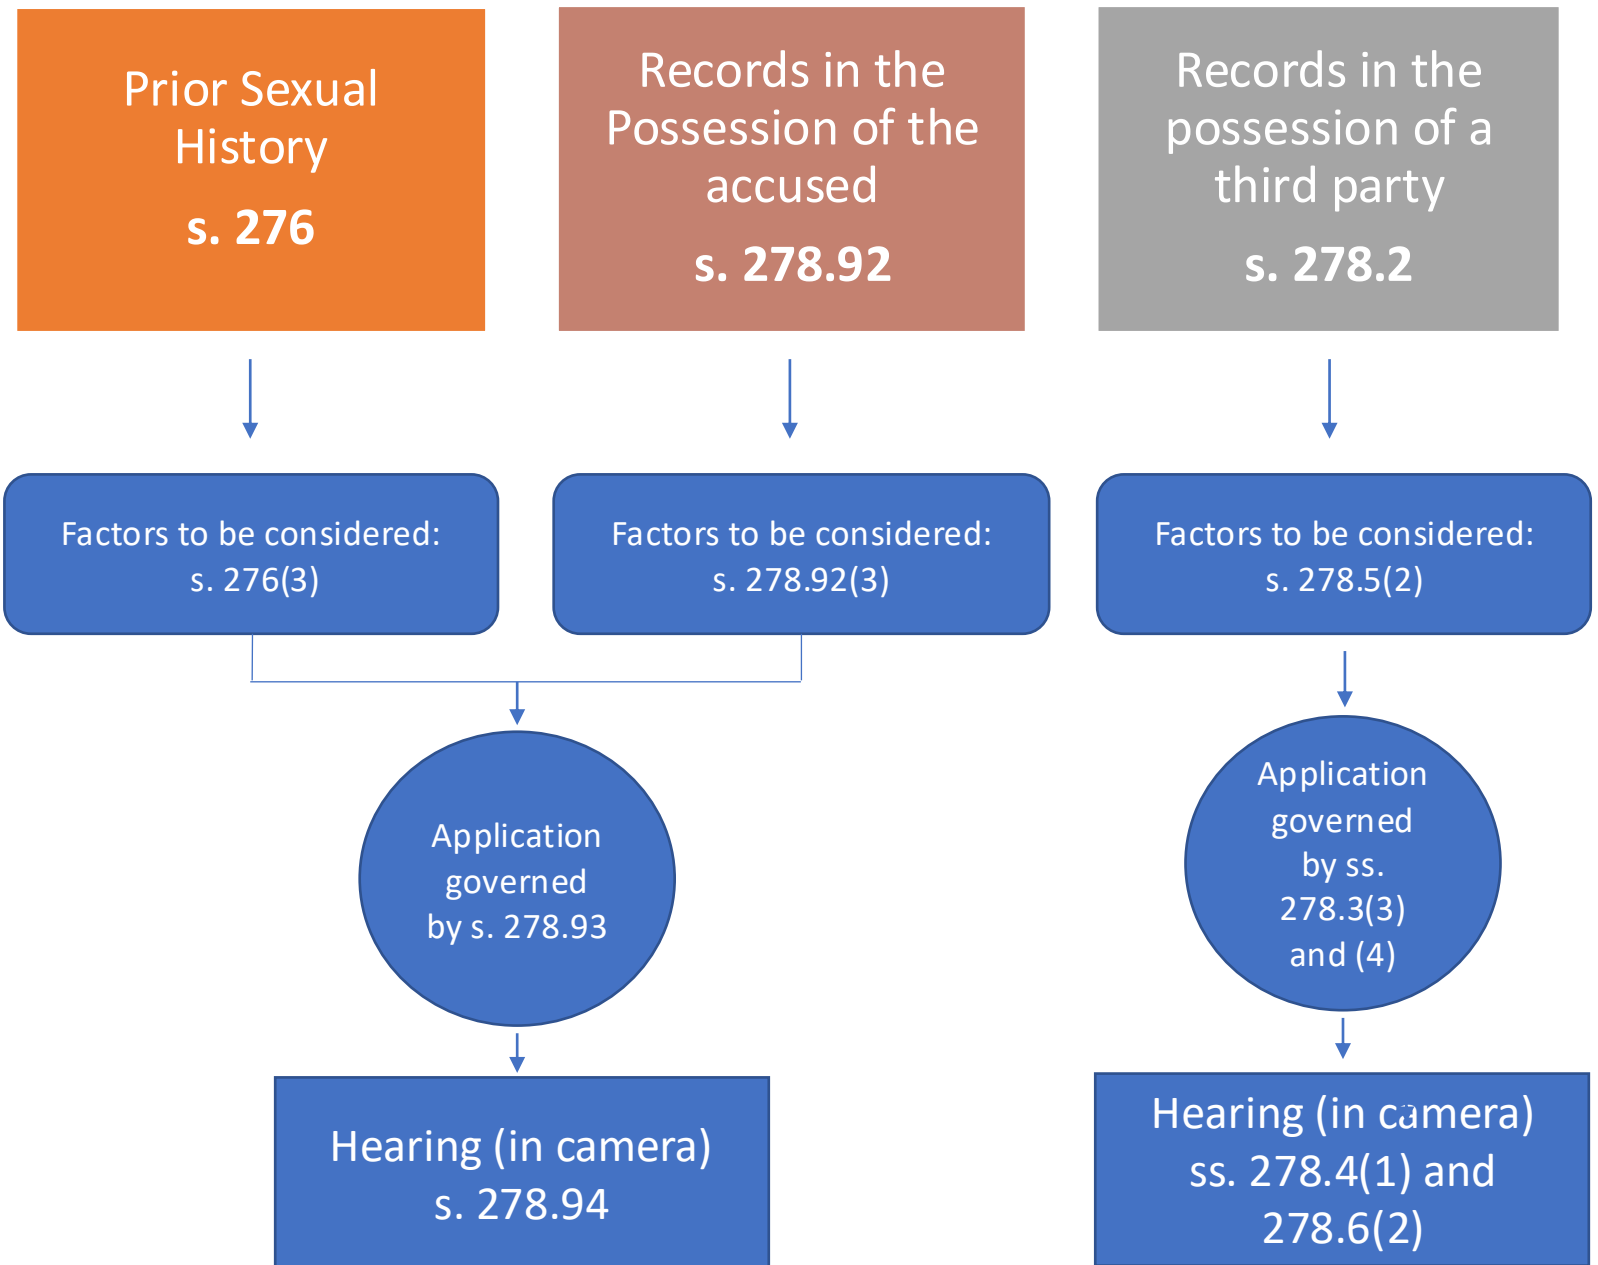 Prior Sexual
History
s. 276
Records in the
Possession of the
accused
s. 278.92
Records in the
possession of a
third party
s. 278.2
Factors to be considered:
s. 276(3)
Factors to be considered:
s. 278.92(3)
Factors to be considered:
s. 278.5(2)
Application
governed
by s. 278.93
Application
governed
by ss.
278.3(3)
and (4)
Hearing (in camera)
s. 278.94
Hearing (in camera)
ss. 278.4(1) and
278.6(2)